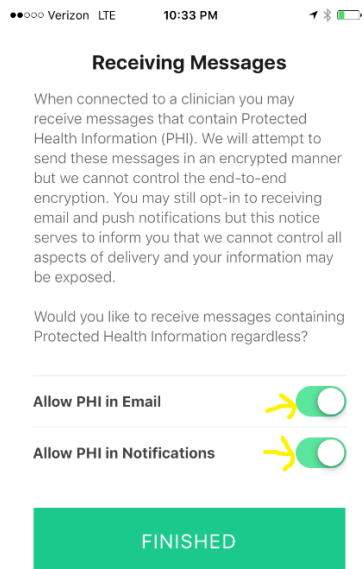 Verizon LTE 10:33 PM
Receiving Messages
When connected to a clinician you may
receive messages that contain Protected
Health Information (PHI). We will attempt to
send these messages in an encrypted manner
but we cannot control the end-to-end
encryption. You may still opt-in to receiving
email and push notifications but this notice
serves to inform you that we cannot control all
aspects of delivery and your information may
be exposed.
Would you like to receive messages containing
Protected Health Information regardless?
Allow PHI in Email
Allow PHI in Notifications
FINISHED